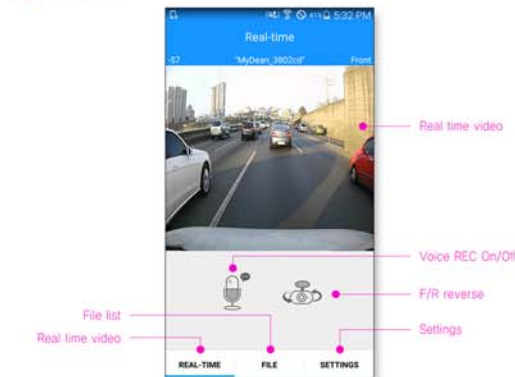 41% 5:32 PM
Real-time
-57 "MyDean_3802cd" Front
Real time video
Voice REC On/Off
F/R reverse
File list
Settings
Real time video
REAL-TIME FILE SETTINGS